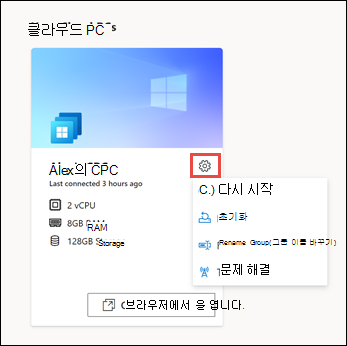 클라우드 PC s
Alex의 CPC
Last connected 3 hours ago
2 vCPU
8GB RAM
128GB Storage
브라우저에서 을 엽니다.
C.) 다시 시작
초기화
Rename Group(그룹 이름 바꾸기)
문제 해결